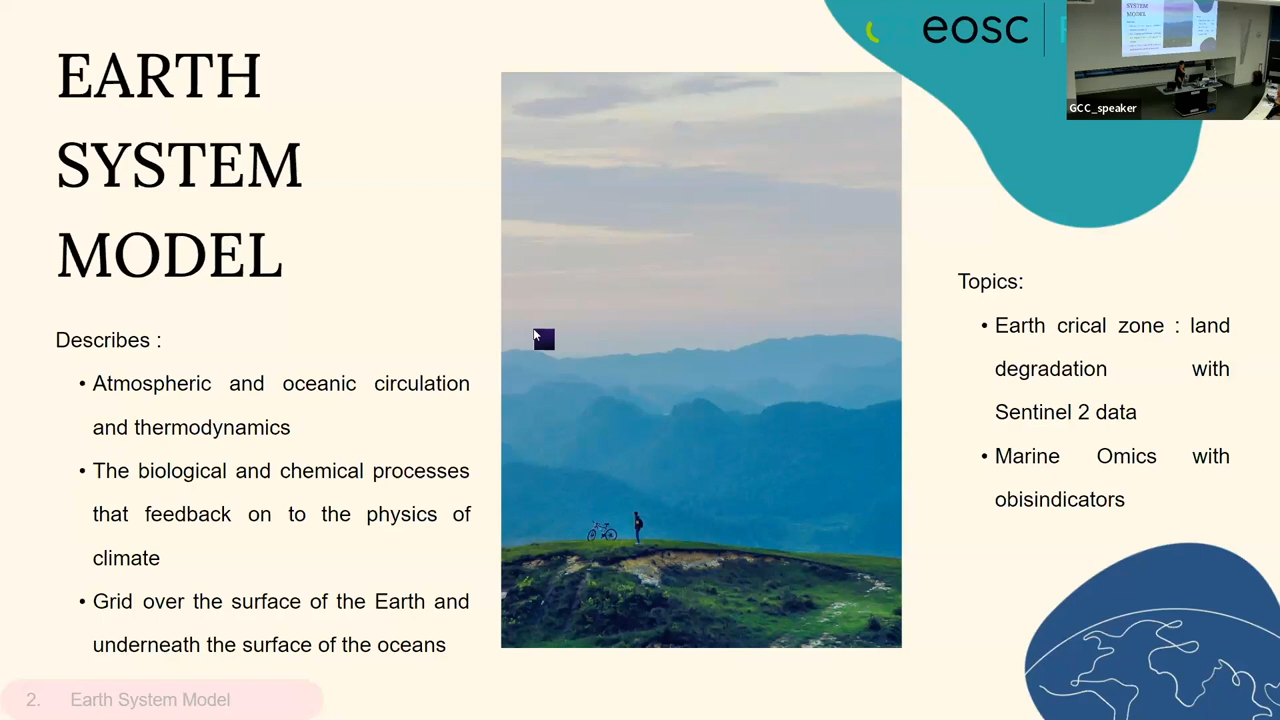 EARTH
SYSTEM
MODEL
Describes :
• Atmospheric and oceanic circulation
and thermodynamics
• The biological and chemical processes
that feedback on to the physics of
climate
• Grid over the surface of the Earth and
underneath the surface of the oceans
2. Earth System Model
eosc
GCC_speaker
SYSTEM
MODEL
Topics:
• Earth crical zone : land
degradation with
Sentinel 2 data
• Marine Omics with
obisindicators